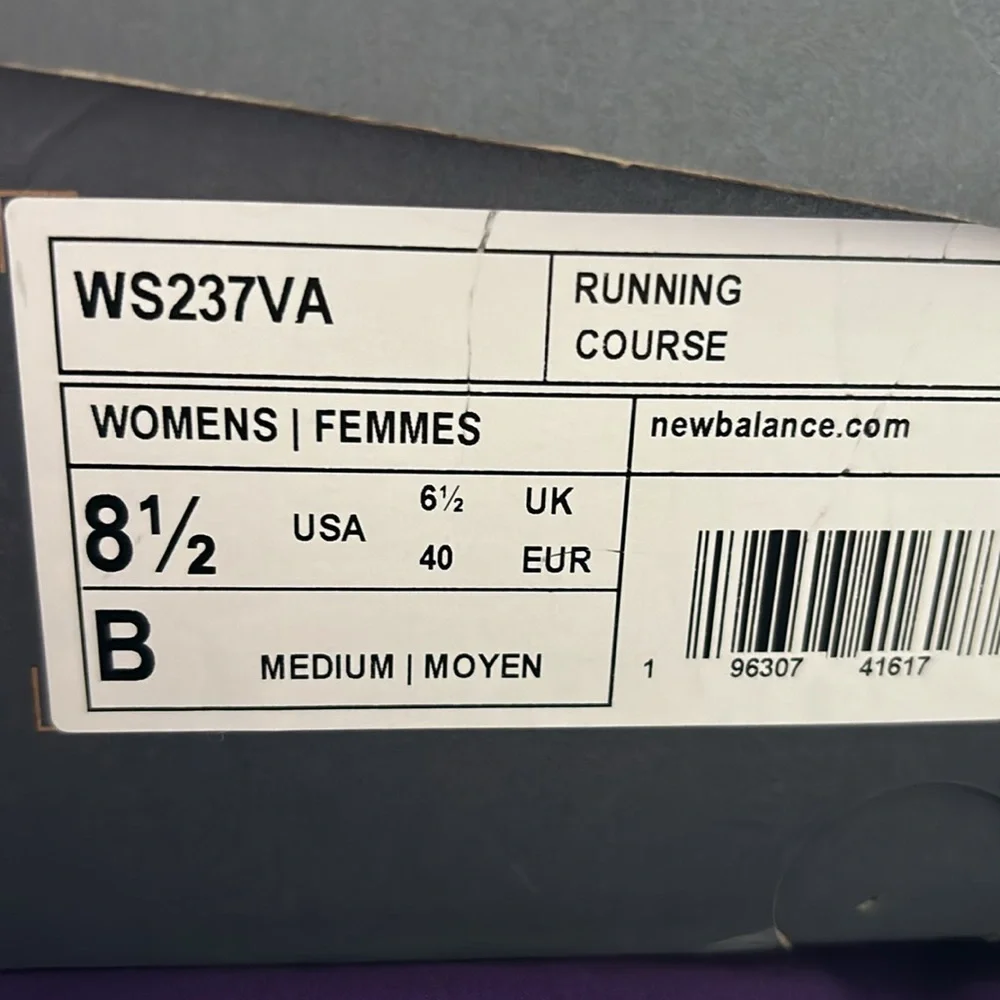 WS237VA
RUNNING
COURSE
WOMENS | FEMMES
newbalance.com
8½ USA 6½ UK
40 EUR
B MEDIUM | MOYEN
1 96307 41617